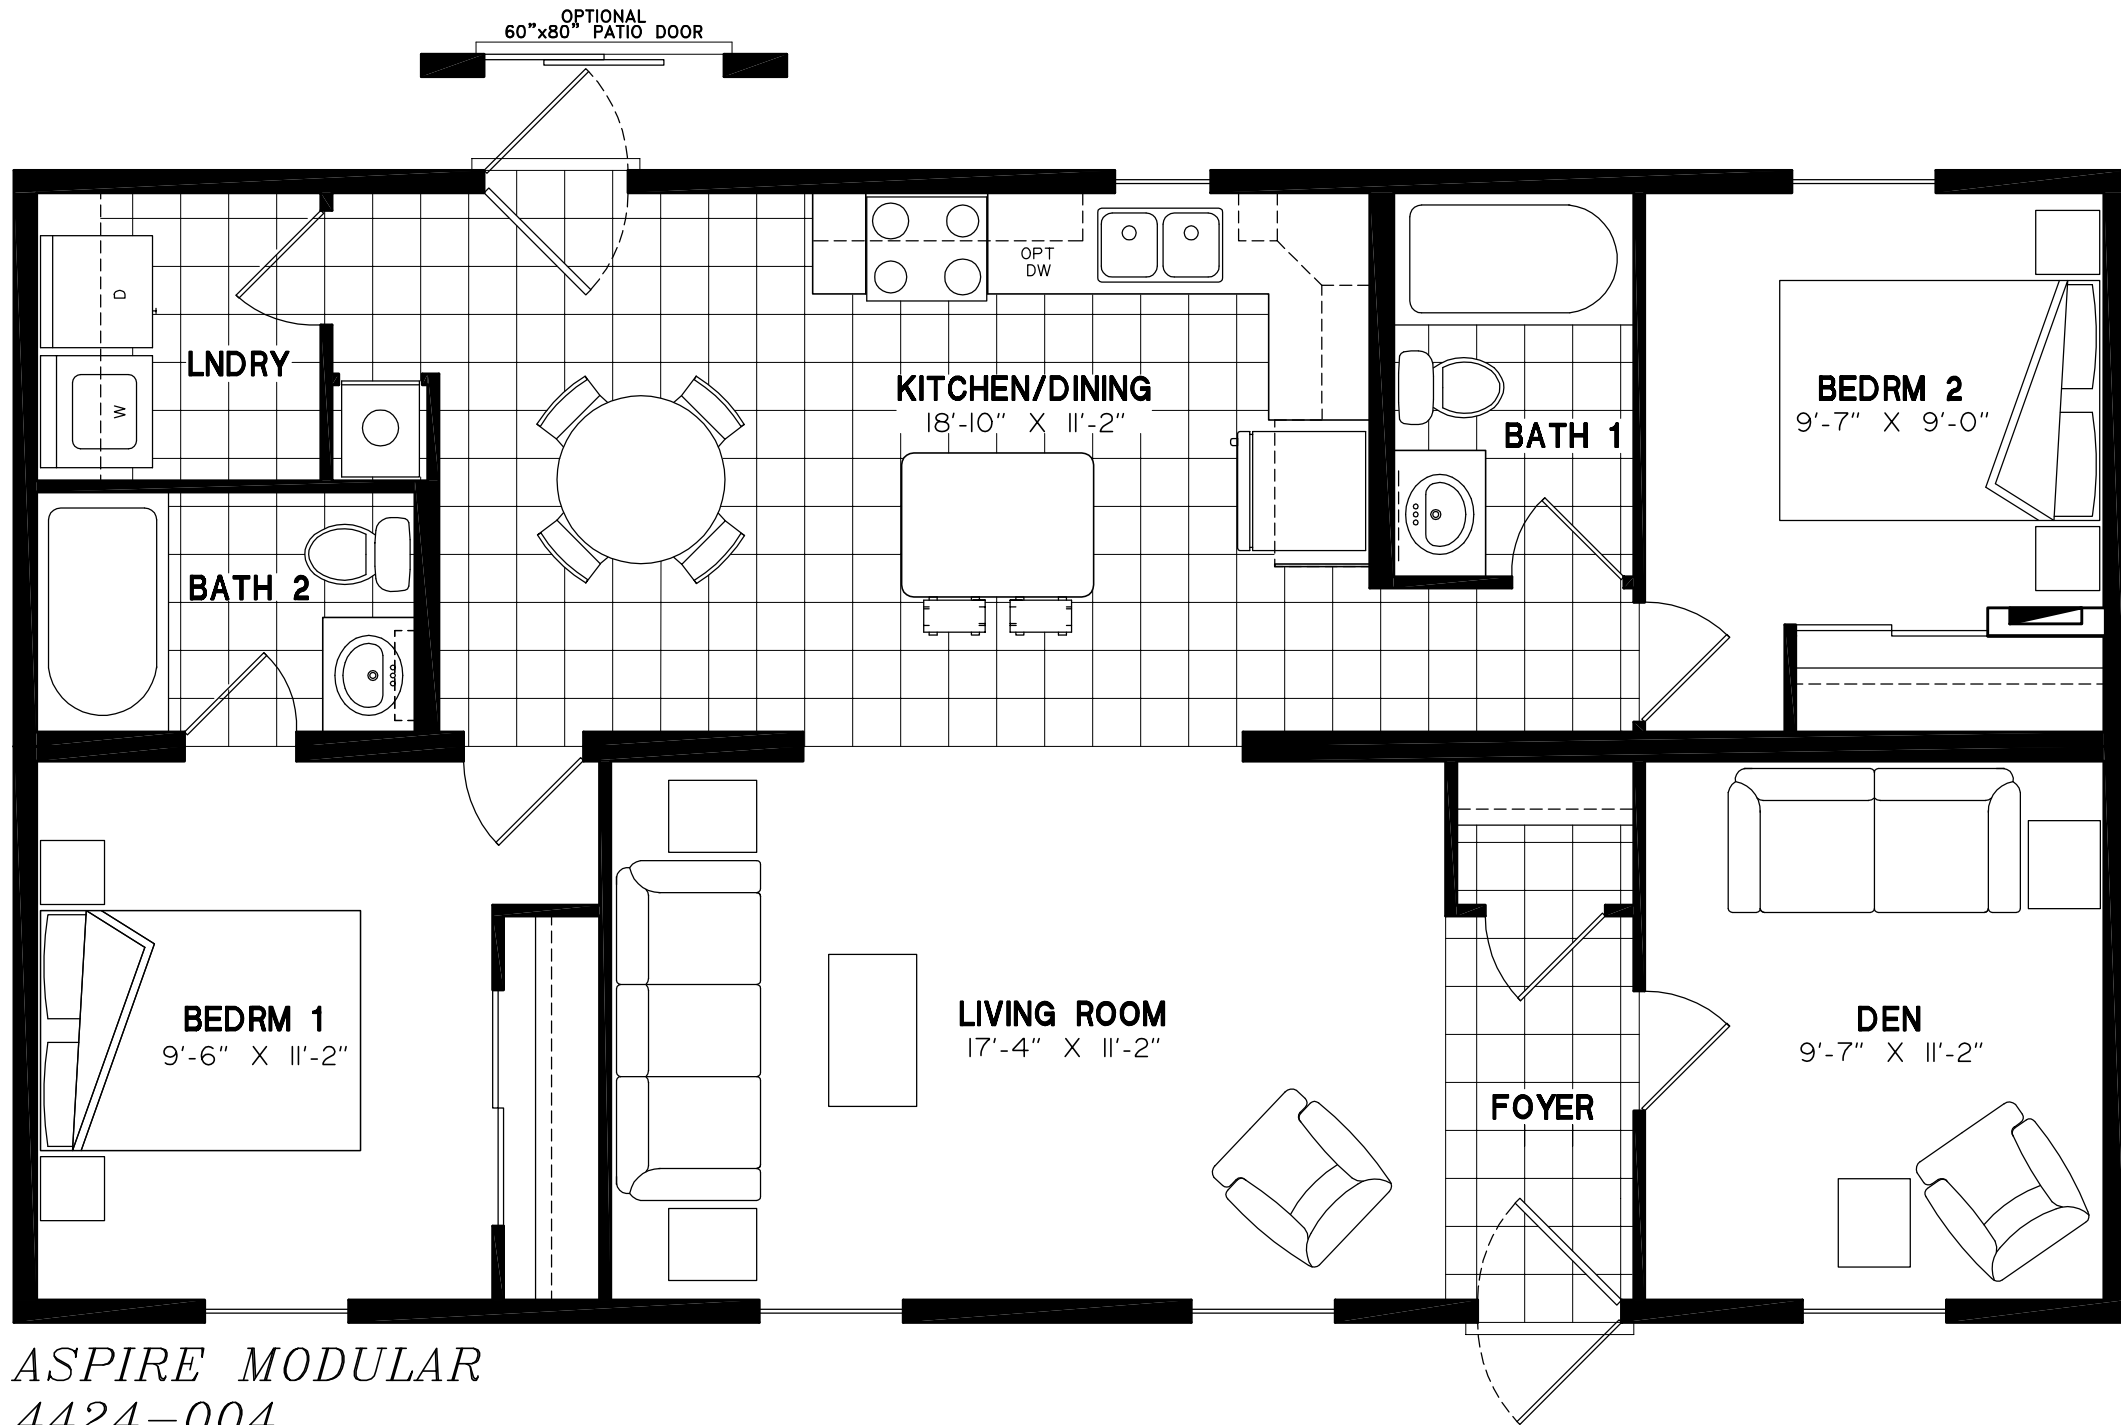 OPTIONAL
60"x80" PATIO DOOR
D
W
LNDRY
OPT
DW
KITCHEN/DINING
18'-10" X 11'-2"
BATH 1
BEDRM 2
9'-7" X 9'-0"
BATH 2
BEDRM 1
9'-6" X 11'-2"
LIVING ROOM
17'-4" X 11'-2"
FOYER
DEN
9'-7" X 11'-2"
ASPIRE MODULAR
4424-004